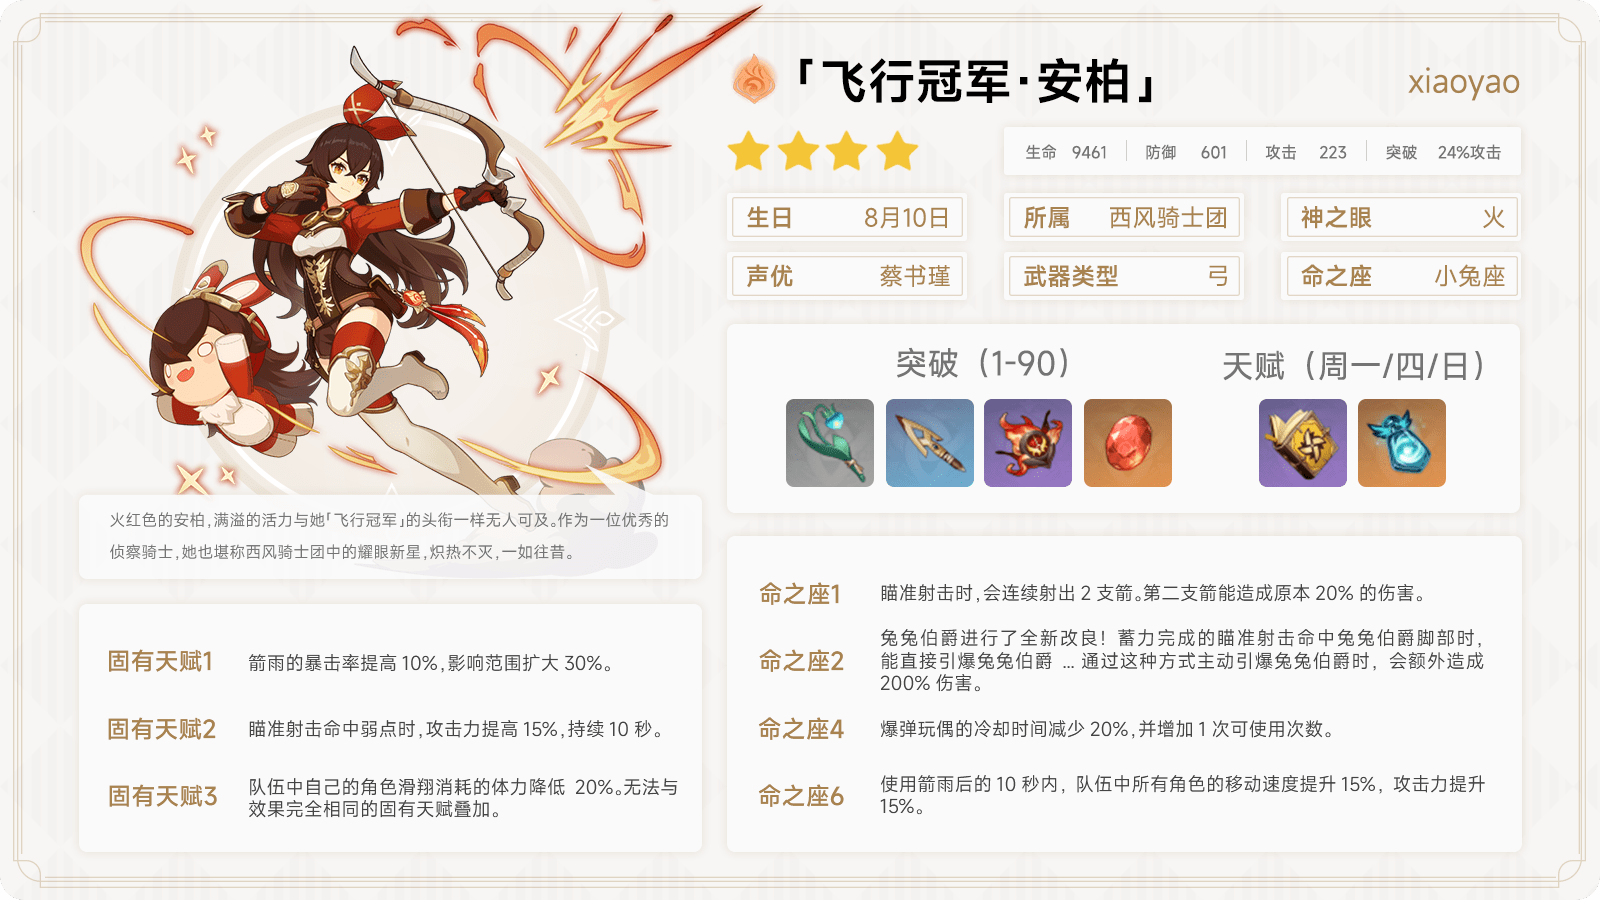 「飞行冠军·安柏」
xiaoyao
生命 9461 防御 601 攻击 223 突破 24%攻击
生日 8月10日
所属 西风骑士团
神之眼 火
声优 蔡书瑾
武器类型 弓
命之座 小兔座
突破（1-90）
天赋（周一/四/日）
火红色的安柏,满溢的活力与她「飞行冠军」的头衔一样无人可及。作为一位优秀的
侦察骑士,她也堪称西风骑士团中的耀眼新星,炽热不灭,一如往昔。
固有天赋1 箭雨的暴击率提高 10%,影响范围扩大 30%。
固有天赋2 瞄准射击命中弱点时,攻击力提高 15%,持续 10 秒。
固有天赋3 队伍中自己的角色滑翔消耗的体力降低 20%。无法与
效果完全相同的固有天赋叠加。
命之座1 瞄准射击时,会连续射出 2 支箭。第二支箭能造成原本 20% 的伤害。
命之座2 兔兔伯爵进行了全新改良！蓄力完成的瞄准射击命中兔兔伯爵脚部时,
能直接引爆兔兔伯爵 ... 通过这种方式主动引爆兔兔伯爵时, 会额外造成
200% 伤害。
命之座4 爆弹玩偶的冷却时间减少 20%,并增加 1 次可使用次数。
命之座6 使用箭雨后的 10 秒内, 队伍中所有角色的移动速度提升 15%, 攻击力提升
15%。